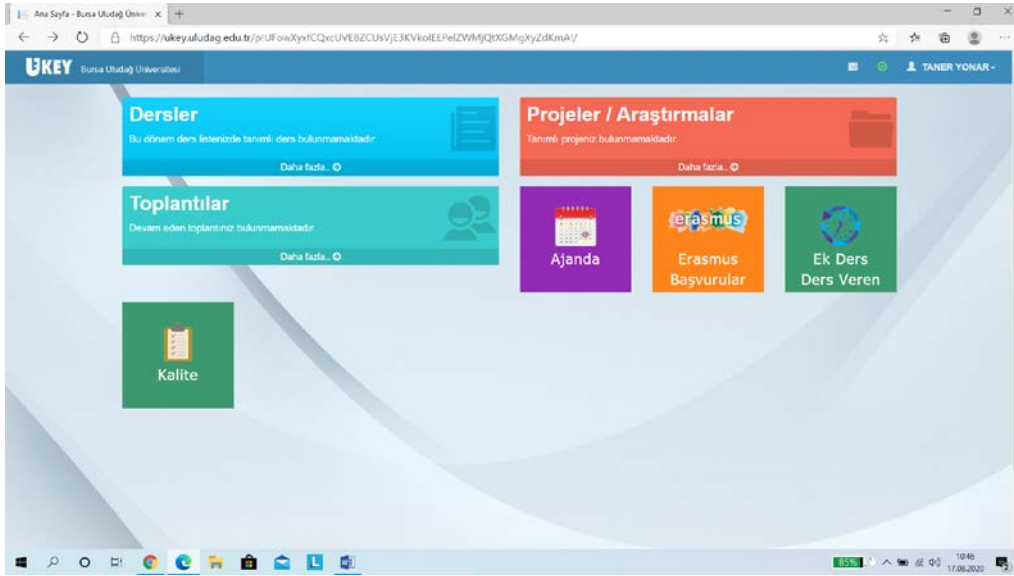 Ana Sayfa - Bursa Uludağ Üniver
https://ukey.uludag.edu.tr/
UKEY Bursa Uludağ Üniversitesi
TANER YONAR
Dersler
Bu dönem ders listenizde tanımlı ders bulunmamaktadır.
Daha fazla..
Projeler / Araştırmalar
Tanımlı projeniz bulunmamaktadır.
Daha fazla..
Toplantılar
Devam eden toplantınız bulunmamaktadır
Daha fazla..
Ajanda
erasmus
Erasmus
Başvurular
Ek Ders
Ders Veren
Kalite
85%
10:46
17.08.2020